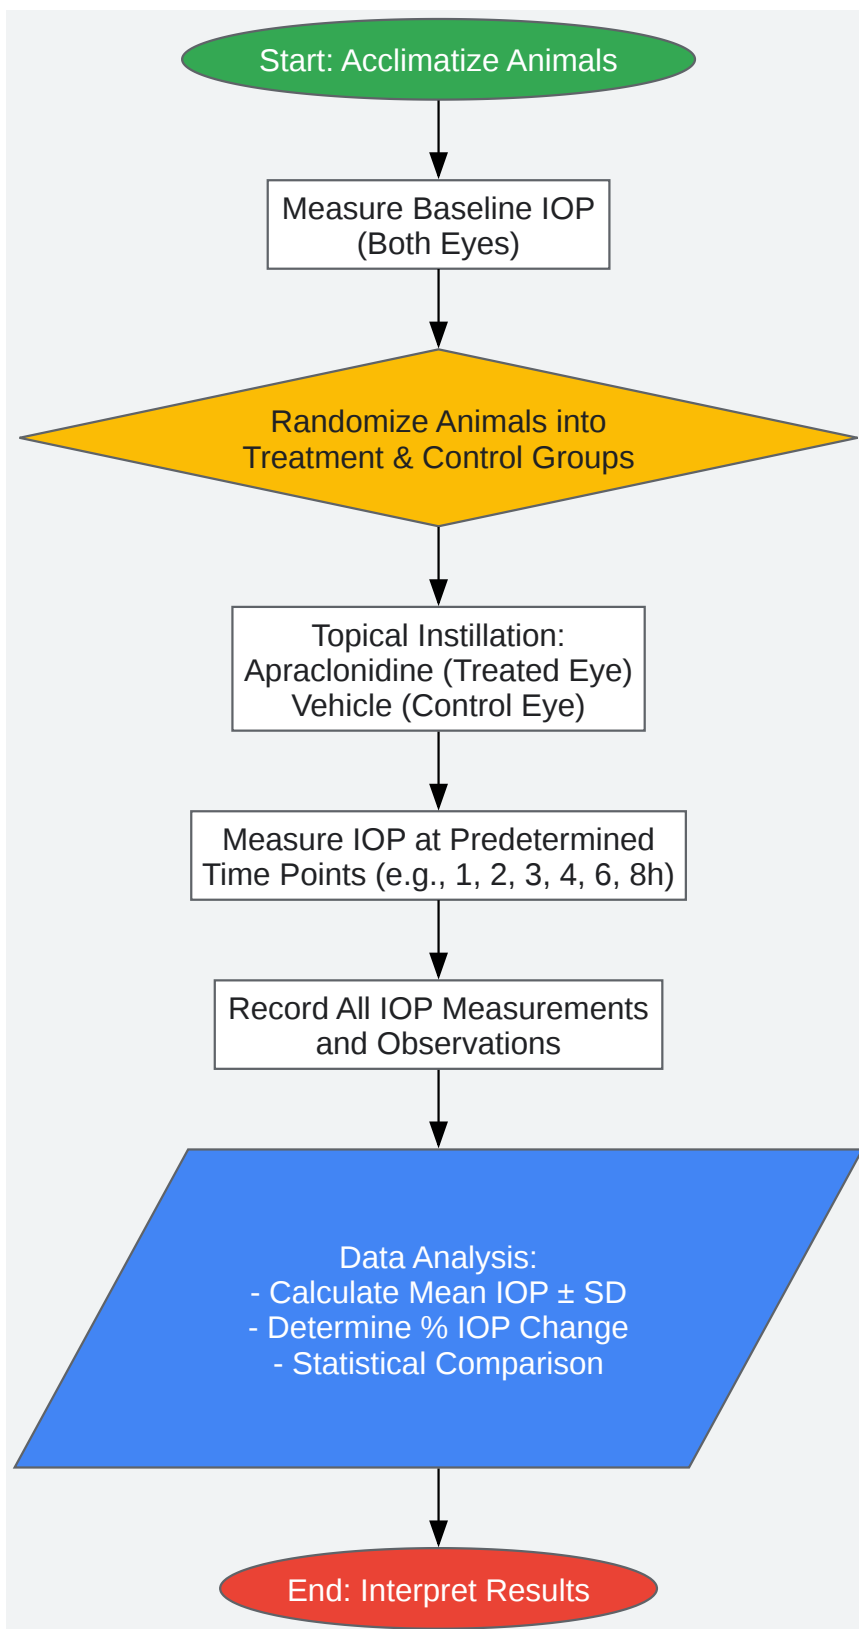 Start: Acclimatize Animals
Measure Baseline IOP
(Both Eyes)
Randomize Animals into
Treatment & Control Groups
Topical Instillation:
Apraclonidine (Treated Eye)
Vehicle (Control Eye)
Measure IOP at Predetermined
Time Points (e.g., 1, 2, 3, 4, 6, 8h)
Record All IOP Measurements
and Observations
Data Analysis:
- Calculate Mean IOP ± SD
- Determine % IOP Change
- Statistical Comparison
End: Interpret Results